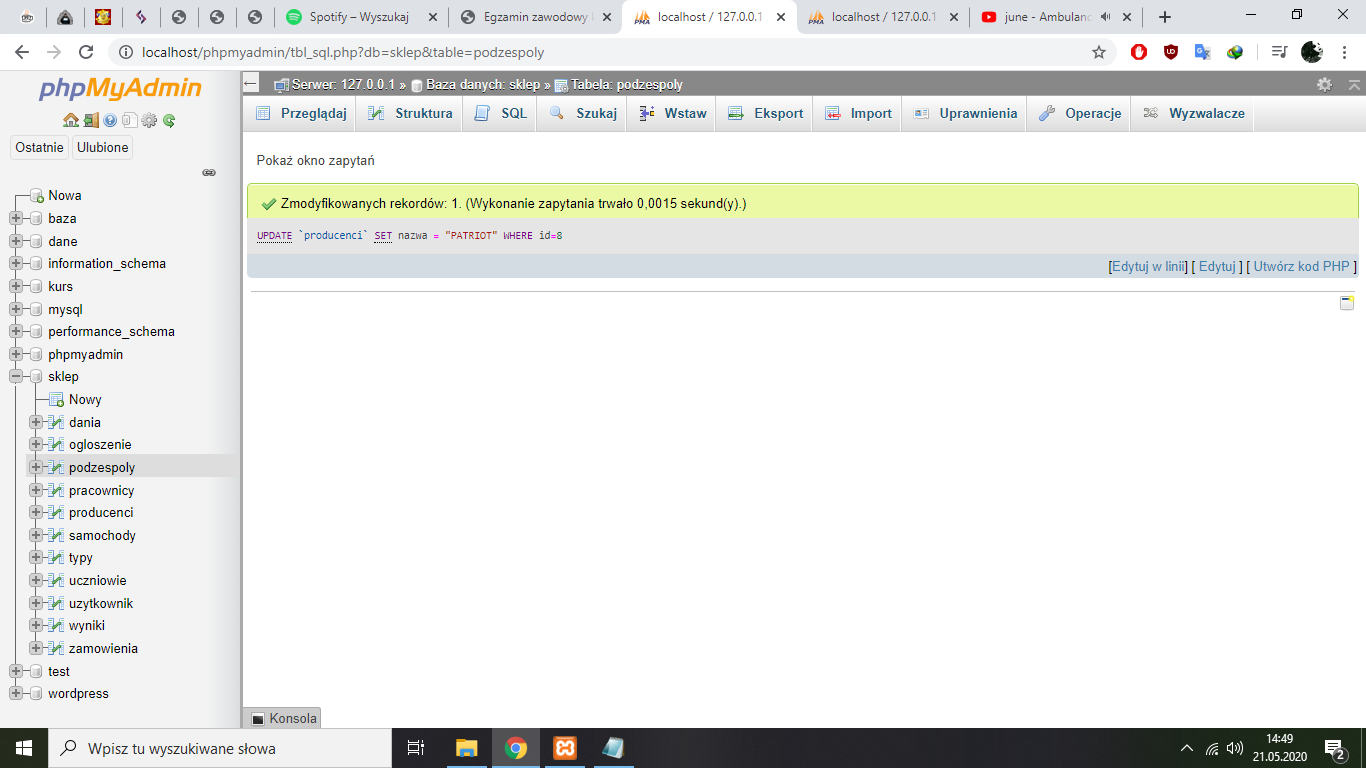 Spotify – Wyszukaj
Egzamin zawodowy
localhost / 127.0.0.1
localhost / 127.0.0.1
june - Ambulanc
localhost/phpmyadmin/tbl_sql.php?db=sklep&table=podzespoly
phpMyAdmin
Ostatnie
Ulubione
Nowa
baza
dane
information_schema
kurs
mysql
performance_schema
phpmyadmin
sklep
Nowy
dania
ogloszenie
podzespoly
pracownicy
producenci
samochody
typy
uczniowie
uzytkownik
wyniki
zamowienia
test
wordpress
Serwer: 127.0.0.1 » Baza danych: sklep » Tabela: podzespoly
Przeglądaj
Struktura
SQL
Szukaj
Wstaw
Eksport
Import
Uprawnienia
Operacje
Wyzwalacze
Pokaż okno zapytań
Zmodyfikowanych rekordów: 1. (Wykonanie zapytania trwało 0,0015 sekund(y).)
UPDATE `producenci` SET nazwa = "PATRIOT" WHERE id=8
[Edytuj w linii] [ Edytuj ] [ Utwórz kod PHP ]
Konsola
Wpisz tu wyszukiwane słowa
14:49
21.05.2020
2